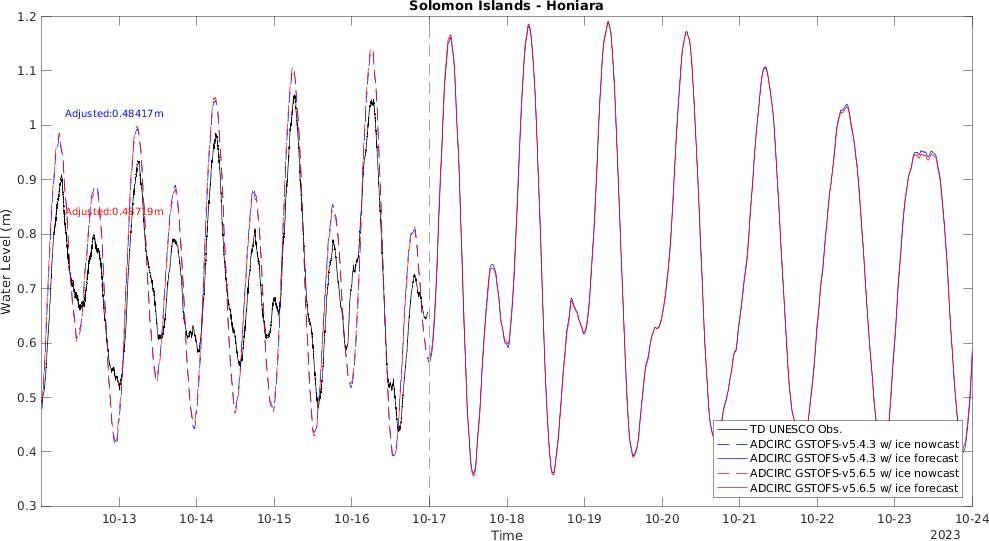 Solomon Islands - Honiara
1.2
1.1
1
0.9
0.8
0.7
0.6
0.5
0.4
0.3
Water Level (m)
Adjusted:0.48417m
Adjusted:0.48719m
TD UNESCO Obs.
ADCIRC GSTOFS-v5.4.3 w/ ice nowcast
ADCIRC GSTOFS-v5.4.3 w/ ice forecast
ADCIRC GSTOFS-v5.6.5 w/ ice nowcast
ADCIRC GSTOFS-v5.6.5 w/ ice forecast
10-13 10-14 10-15 10-16 10-17 10-18 10-19 10-20 10-21 10-22 10-23 10-24
Time
2023